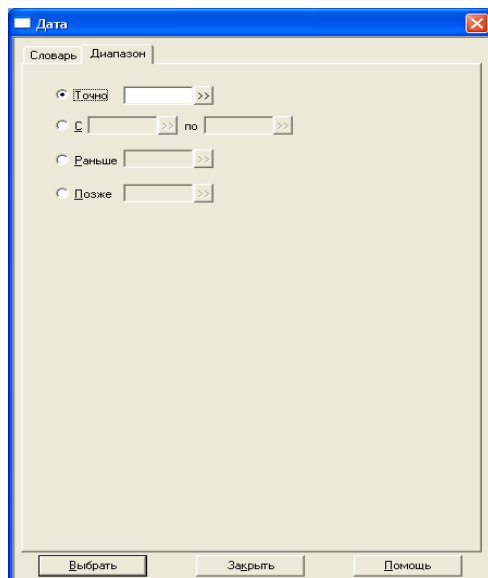 Дата
Словарь Диапазон
Точно >>
С >> по >>
Раньше >>
Позже >>
Выбрать Закрыть Помощь